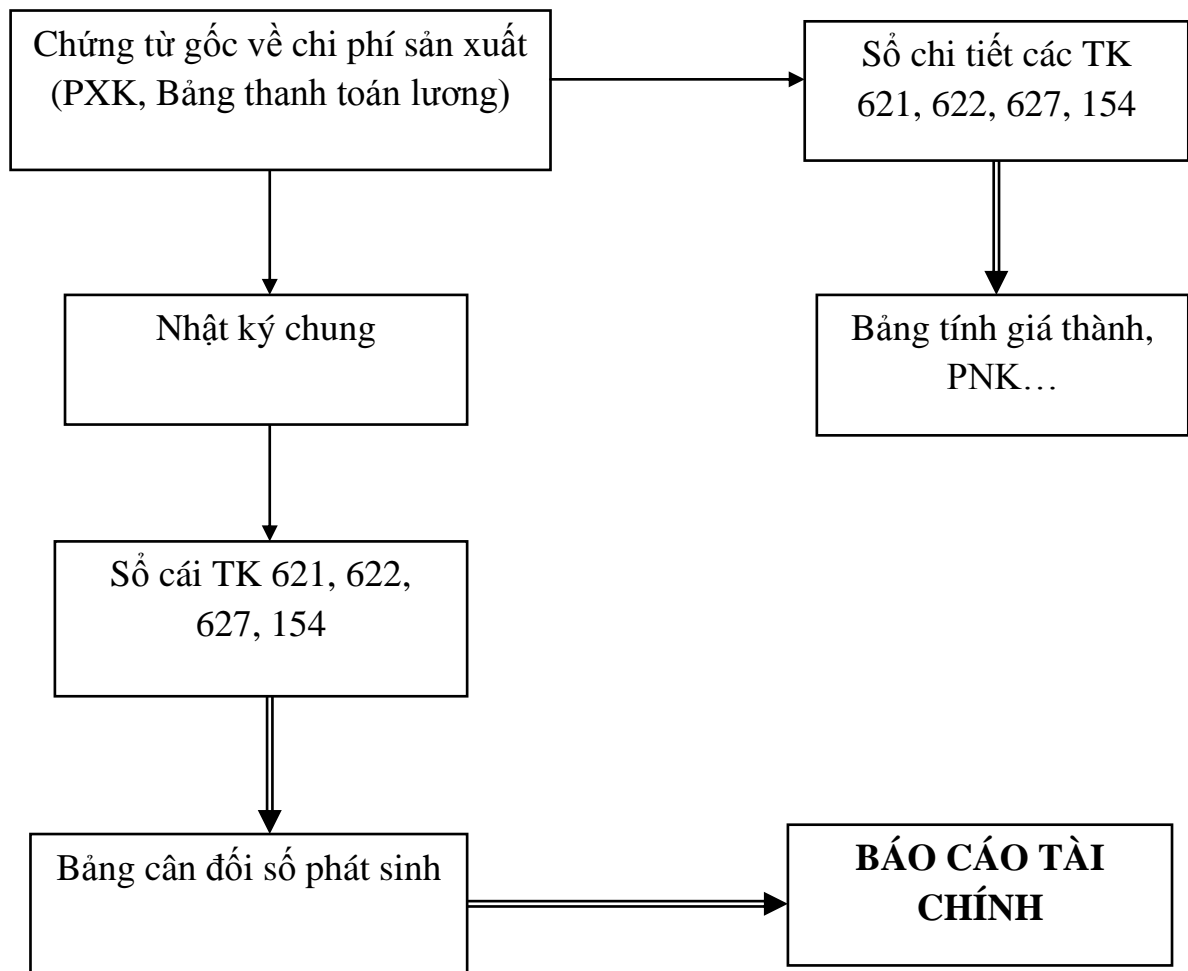 Chứng từ gốc về chi phí sản xuất
(PXK, Bảng thanh toán lương)
Sổ chi tiết các TK
621, 622, 627, 154
Nhật ký chung
Bảng tính giá thành,
PNK…
Sổ cái TK 621, 622,
627, 154
Bảng cân đối số phát sinh
BÁO CÁO TÀI
CHÍNH